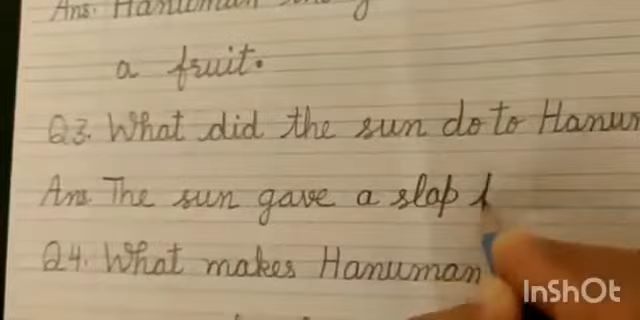 Ans. Hanuman
a fruit.
Q3. What did the sun do to
Ans. The sun gave a slap
Q4. What makes Hanuman
InShOt